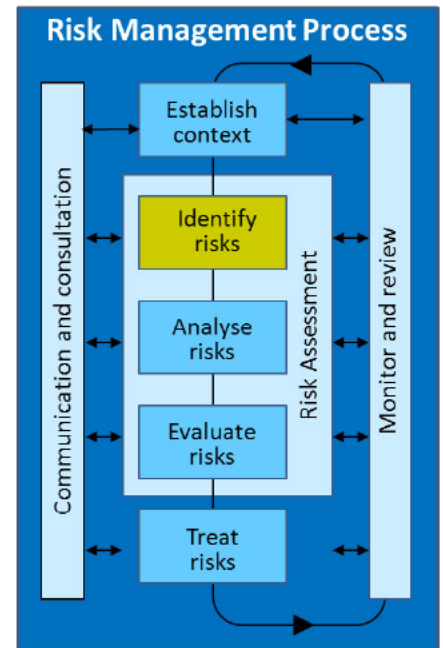 Risk Management Process
Establish
context
Communication and consultation
Identify
risks
Analyse
risks
Evaluate
risks
Risk Assessment
Monitor and review
Treat
risks